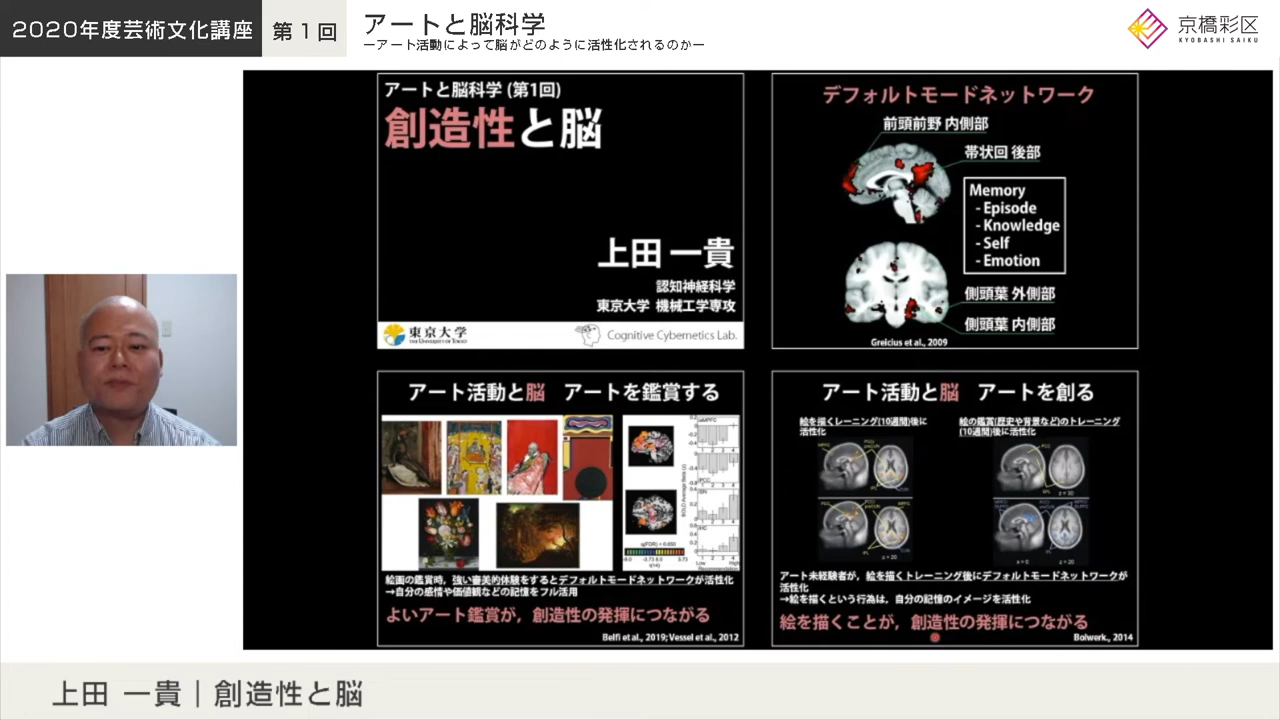 2020年度芸術文化講座
第1回
アートと脳科学
ーアート活動によって脳がどのように活性化されるのかー
京橋彩区
KYOBASHI SAIKU
アートと脳科学 (第1回)
創造性と脳
上田 一貴
認知神経科学
東京大学 機械工学専攻
東京大学
THE UNIVERSITY OF TOKYO
Cognitive Cybernetics Lab.
デフォルトモードネットワーク
前頭前野 内側部
帯状回 後部
Memory
- Episode
- Knowledge
- Self
- Emotion
側頭葉 外側部
側頭葉 内側部
Greicius et al., 2009
アート活動と脳 アートを鑑賞する
絵画の鑑賞時，強い審美的体験をするとデフォルトモードネットワークが活性化
→自分の感情や価値観などの記憶をフル活用
よいアート鑑賞が，創造性の発揮につながる
Belfi et al., 2019; Vessel et al., 2012
アート活動と脳 アートを創る
絵を描くレーニング(10週間)後に
活性化
絵の鑑賞(歴史や背景など)のトレーニング
(10週間)後に活性化
アート未経験者が，絵を描くトレーニング後にデフォルトモードネットワークが
活性化
→絵を描くという行為は，自分の記憶のイメージを活性化
絵を描くことが，創造性の発揮につながる
Bolwerk., 2014
上田 一貴｜創造性と脳